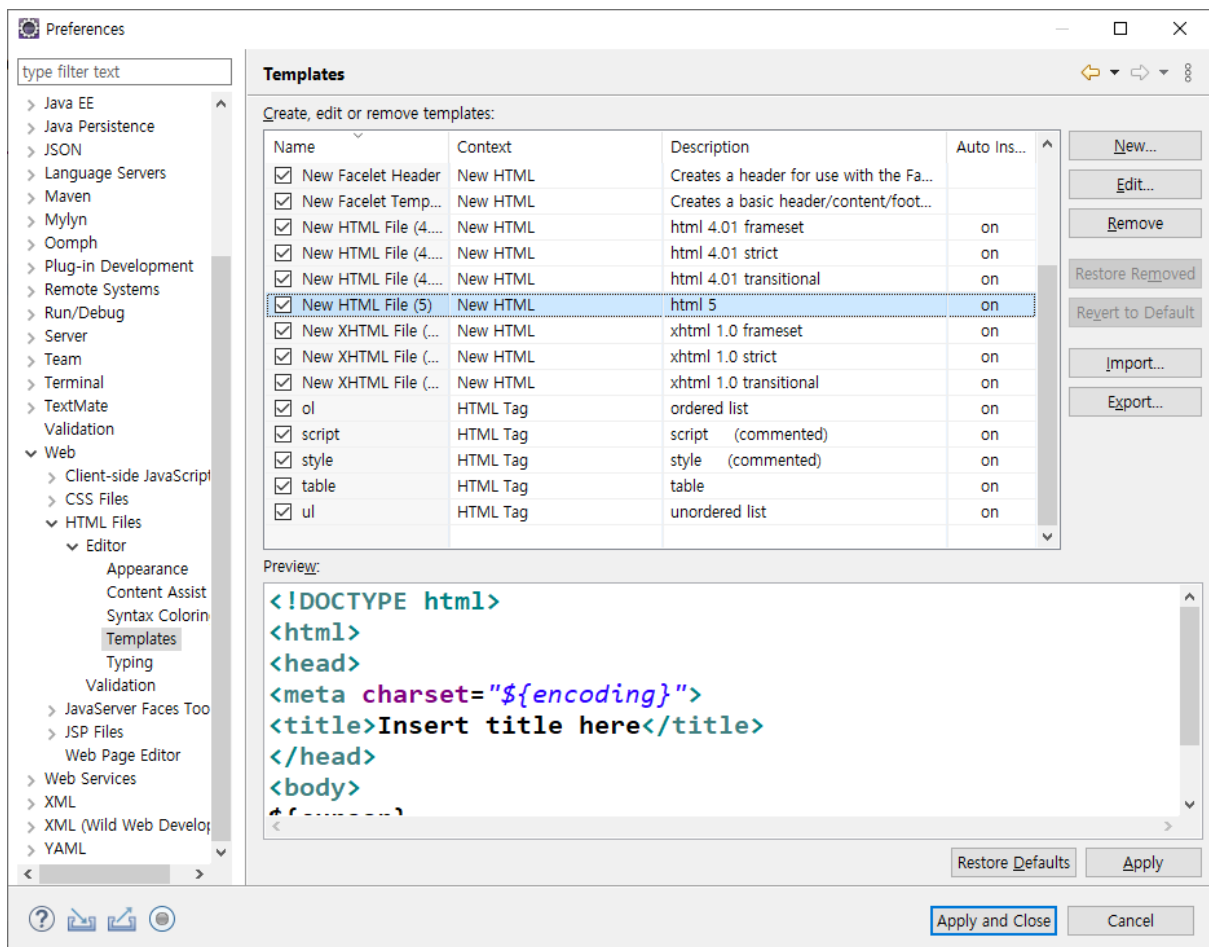 Preferences
type filter text
Java EE
Java Persistence
JSON
Language Servers
Maven
Mylyn
Oomph
Plug-in Development
Remote Systems
Run/Debug
Server
Team
Terminal
TextMate
Validation
Web
Client-side JavaScript
CSS Files
HTML Files
Editor
Appearance
Content Assist
Syntax Colorin
Templates
Typing
Validation
JavaServer Faces Too
JSP Files
Web Page Editor
Web Services
XML
XML (Wild Web Develop
YAML
Templates
Create, edit or remove templates:
Name Context Description Auto Ins...
New Facelet Header New HTML Creates a header for use with the Fa...
New Facelet Temp... New HTML Creates a basic header/content/foot...
New HTML File (4.... New HTML html 4.01 frameset on
New HTML File (4.... New HTML html 4.01 strict on
New HTML File (4.... New HTML html 4.01 transitional on
New HTML File (5) New HTML html 5 on
New XHTML File (... New HTML xhtml 1.0 frameset on
New XHTML File (... New HTML xhtml 1.0 strict on
New XHTML File (... New HTML xhtml 1.0 transitional on
ol HTML Tag ordered list on
script HTML Tag script (commented) on
style HTML Tag style (commented) on
table HTML Tag table on
ul HTML Tag unordered list on
New...
Edit...
Remove
Restore Removed
Revert to Default
Import...
Export...
Preview:
<!DOCTYPE html>
<html>
<head>
<meta charset="${encoding}">
<title>Insert title here</title>
</head>
<body>
${cursor}
Restore Defaults
Apply
?
Apply and Close
Cancel